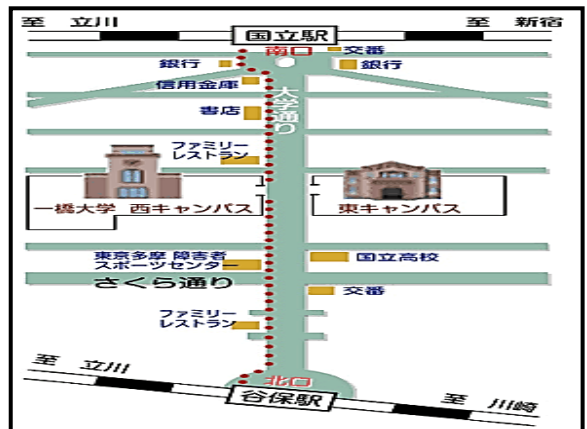 至 立川
至 新宿
国立駅
南口
交番
銀行
銀行
信用金庫
大学通り
書店
ファミリー
レストラン
一橋大学 西キャンパス
東キャンパス
東京多摩 障害者
スポーツセンター
国立高校
さくら通り
交番
ファミリー
レストラン
至 立川
北口
谷保駅
至 川崎